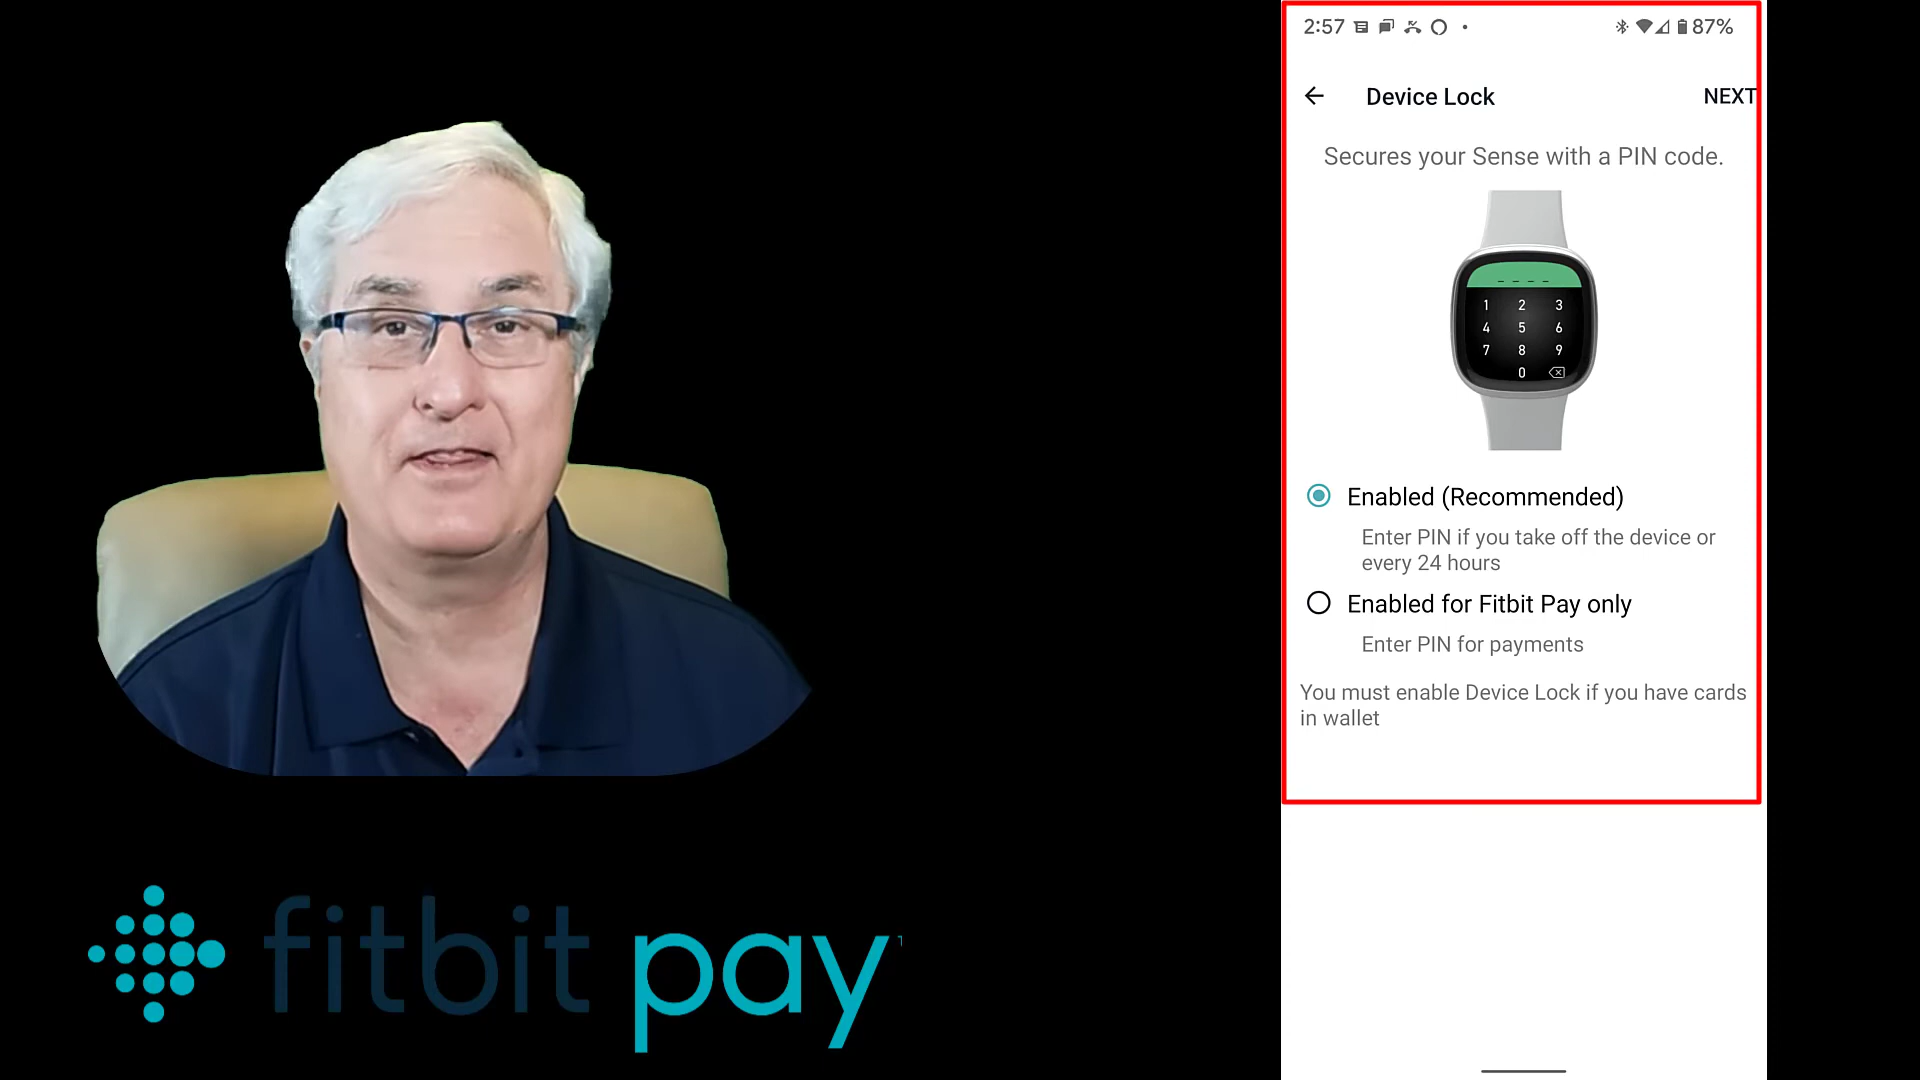 2:57 87%
Device Lock NEXT
Secures your Sense with a PIN code.
1 2 3
4 5 6
7 8 9
0
Enabled (Recommended)
Enter PIN if you take off the device or
every 24 hours
Enabled for Fitbit Pay only
Enter PIN for payments
You must enable Device Lock if you have cards
in wallet
fitbit pay